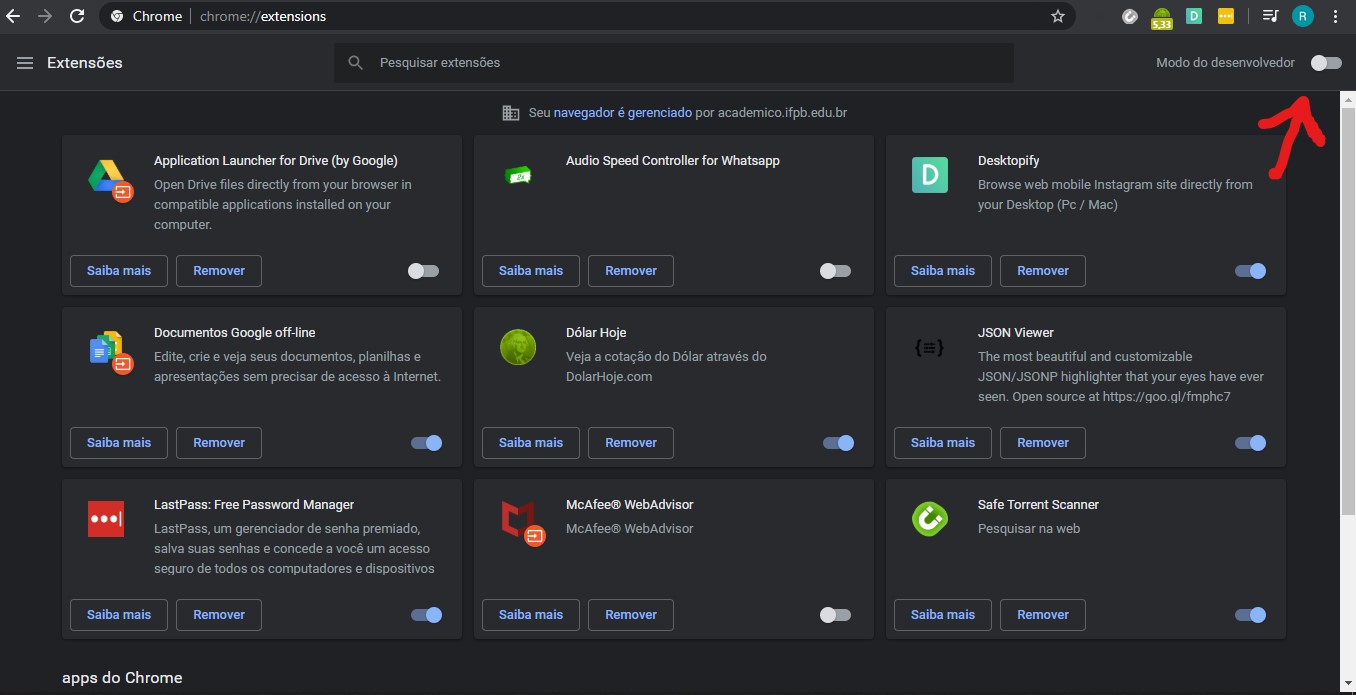 Chrome
chrome://extensions
5,33
D
R
Extensões
Pesquisar extensões
Modo do desenvolvedor
Seu navegador é gerenciado por academico.ifpb.edu.br
Application Launcher for Drive (by Google)
Open Drive files directly from your browser in
compatible applications installed on your
computer.
Saiba mais
Remover
2x
Audio Speed Controller for Whatsapp
Saiba mais
Remover
D
Desktopify
Browse web mobile Instagram site directly from
your Desktop (Pc / Mac)
Saiba mais
Remover
Documentos Google off-line
Edite, crie e veja seus documentos, planilhas e
apresentações sem precisar de acesso à Internet.
Saiba mais
Remover
Dólar Hoje
Veja a cotação do Dólar através do
DolarHoje.com
Saiba mais
Remover
JSON Viewer
The most beautiful and customizable
JSON/JSONP highlighter that your eyes have ever
seen. Open source at https://goo.gl/fmphc7
Saiba mais
Remover
LastPass: Free Password Manager
LastPass, um gerenciador de senha premiado,
salva suas senhas e concede a você um acesso
seguro de todos os computadores e dispositivos
Saiba mais
Remover
McAfee® WebAdvisor
McAfee® WebAdvisor
Saiba mais
Remover
Safe Torrent Scanner
Pesquisar na web
Saiba mais
Remover
apps do Chrome